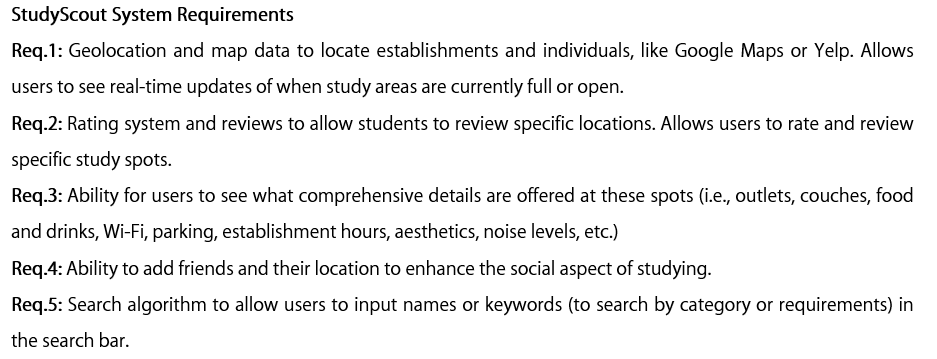 StudyScout System Requirements
Req.1: Geolocation and map data to locate establishments and individuals, like Google Maps or Yelp. Allows
users to see real-time updates of when study areas are currently full or open.
Req.2: Rating system and reviews to allow students to review specific locations. Allows users to rate and review
specific study spots.
Req.3: Ability for users to see what comprehensive details are offered at these spots (i.e., outlets, couches, food
and drinks, Wi-Fi, parking, establishment hours, aesthetics, noise levels, etc.)
Req.4: Ability to add friends and their location to enhance the social aspect of studying.
Req.5: Search algorithm to allow users to input names or keywords (to search by category or requirements) in
the search bar.